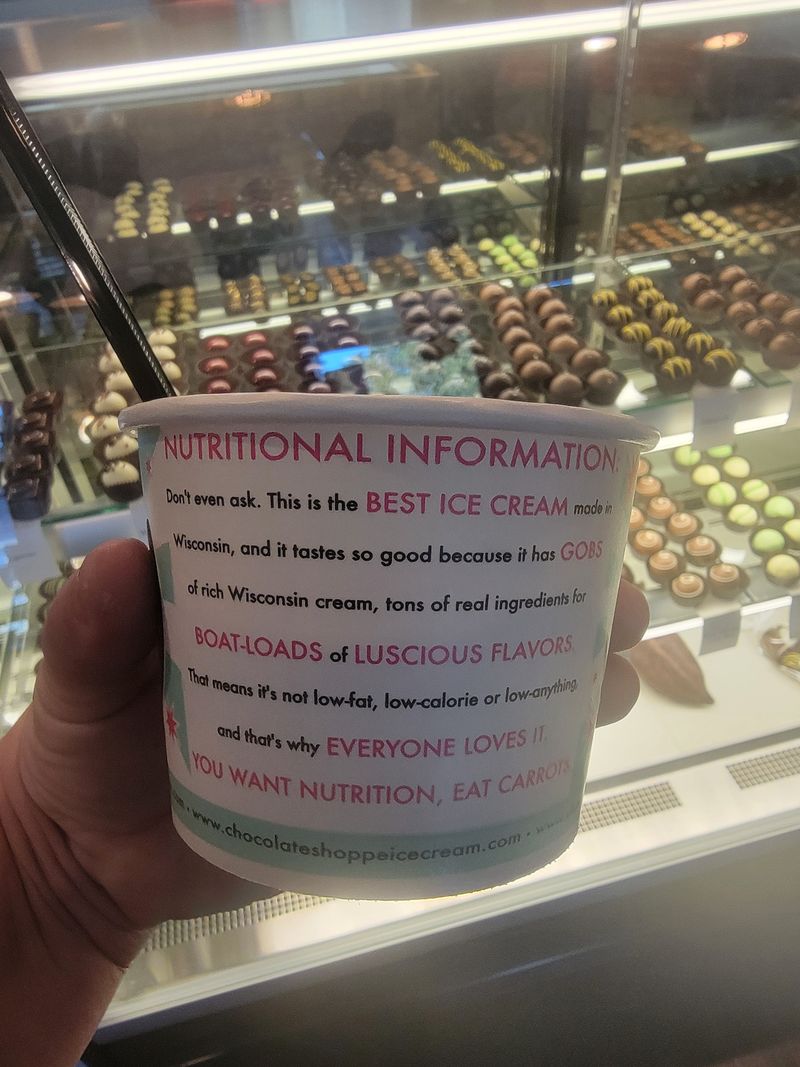 NUTRITIONAL INFORMATION:
Don't even ask. This is the BEST ICE CREAM made in
Wisconsin, and it tastes so good because it has GOBS
of rich Wisconsin cream, tons of real ingredients for
BOAT-LOADS of LUSCIOUS FLAVORS.
That means it's not low-fat, low-calorie or low-anything,
and that's why EVERYONE LOVES IT.
YOU WANT NUTRITION, EAT CARROTS.
• www.chocolateshoppeicecream.com •